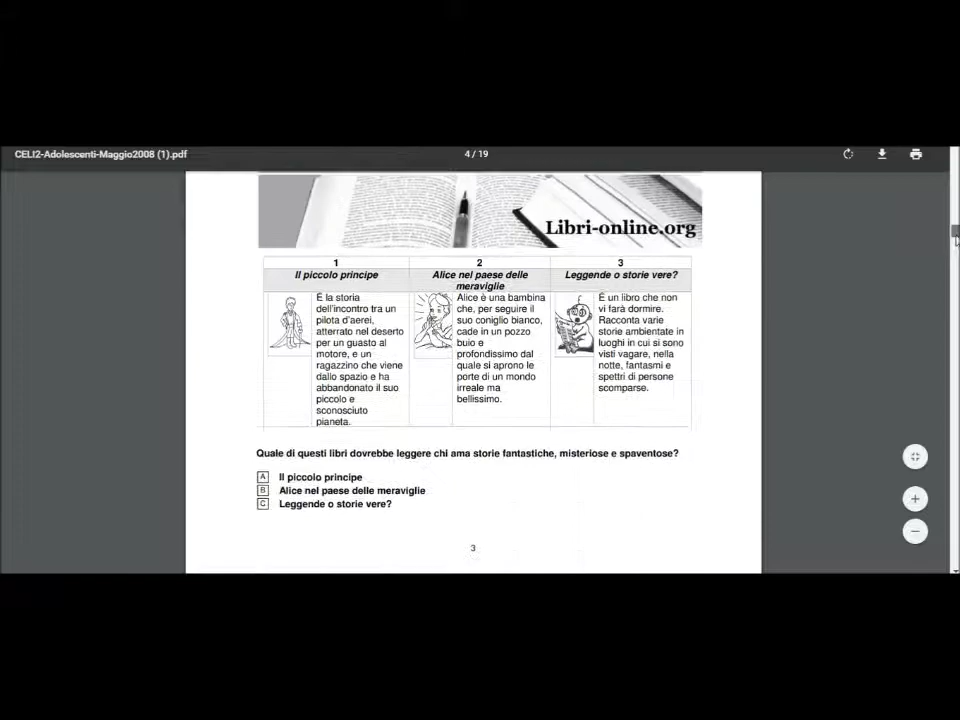 CELI2-Adolescenti-Maggio2008 (1).pdf
4 / 19
Libri-online.org
1
Il piccolo principe
È la storia
dell'incontro tra un
pilota d'aerei,
atterrato nel deserto
per un guasto al
motore, e un
ragazzino che viene
dallo spazio e ha
abbandonato il suo
piccolo e
sconosciuto
pianeta.
2
Alice nel paese delle
meraviglie
Alice è una bambina
che, per seguire il
suo coniglio bianco,
cade in un pozzo
buio e
profondissimo dal
quale si aprono le
porte di un mondo
irreale ma
bellissimo.
3
Leggende o storie vere?
È un libro che non
vi farà dormire.
Racconta varie
storie ambientate in
luoghi in cui si sono
visti vagare, nella
notte, fantasmi e
spettri di persone
scomparse.
Quale di questi libri dovrebbe leggere chi ama storie fantastiche, misteriose e spaventose?
A Il piccolo principe
B Alice nel paese delle meraviglie
C Leggende o storie vere?
3